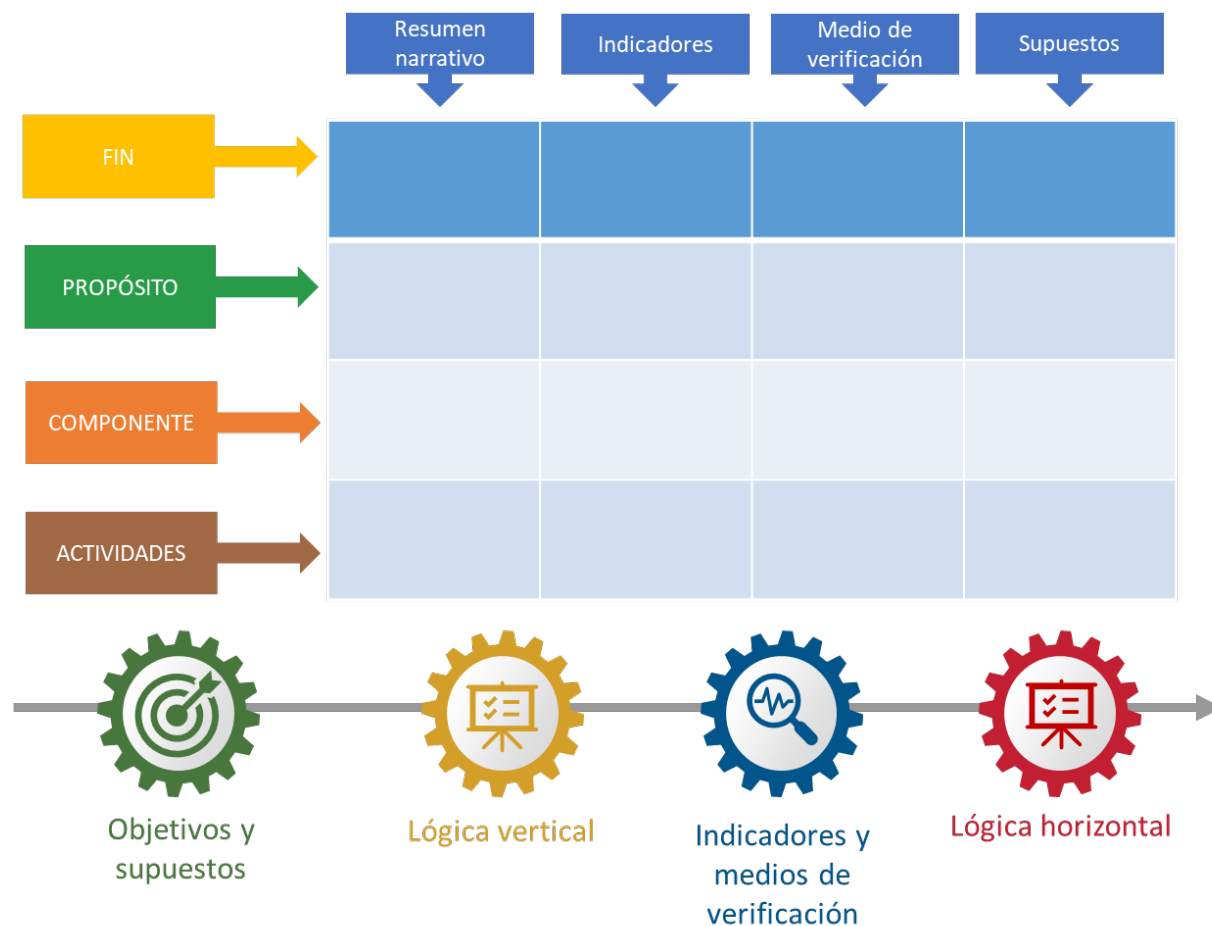 Resumen
narrativo
Indicadores
Medio de
verificación
Supuestos
FIN
PROPÓSITO
COMPONENTE
ACTIVIDADES
Objetivos y
supuestos
Lógica vertical
Indicadores y
medios de
verificación
Lógica horizontal